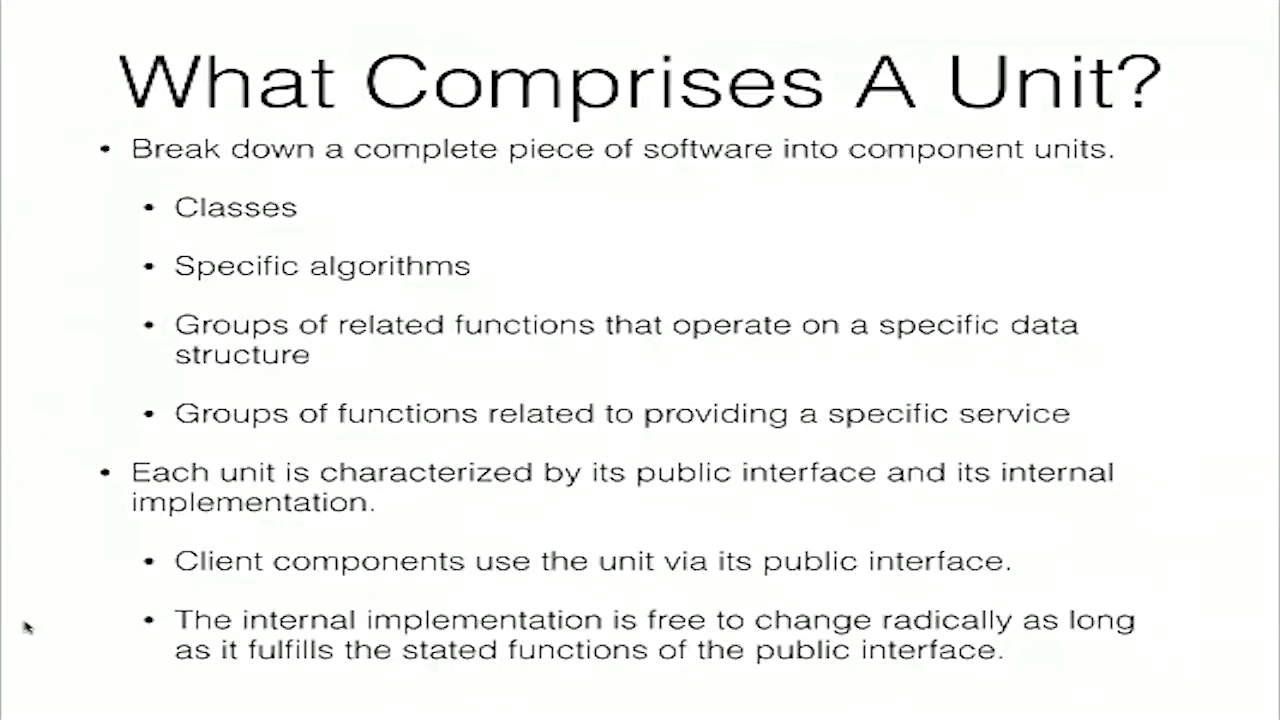 What Comprises A Unit?
• Break down a complete piece of software into component units.
• Classes
• Specific algorithms
• Groups of related functions that operate on a specific data
structure
• Groups of functions related to providing a specific service
• Each unit is characterized by its public interface and its internal
implementation.
• Client components use the unit via its public interface.
• The internal implementation is free to change radically as long
as it fulfills the stated functions of the public interface.